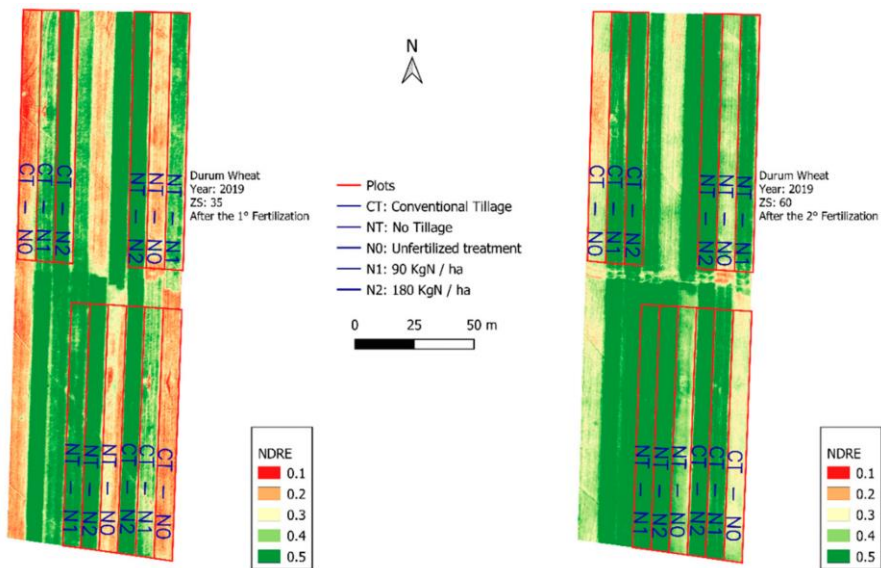 N
CT – N0
CT – N1
CT – N2
NT – N2
NT – N0
NT – N1
Durum Wheat
Year: 2019
ZS: 35
After the 1° Fertilization
NT – N1
NT – N2
NT – N0
CT – N2
CT – N1
CT – N0
NDRE
0.1
0.2
0.3
0.4
0.5
Plots
CT: Conventional Tillage
NT: No Tillage
N0: Unfertilized treatment
N1: 90 KgN / ha
N2: 180 KgN / ha
0 25 50 m
CT – N0
CT – N1
CT – N2
NT – N2
NT – N0
NT – N1
Durum Wheat
Year: 2019
ZS: 60
After the 2° Fertilization
NT – N1
NT – N2
NT – N0
CT – N2
CT – N1
CT – N0
NDRE
0.1
0.2
0.3
0.4
0.5